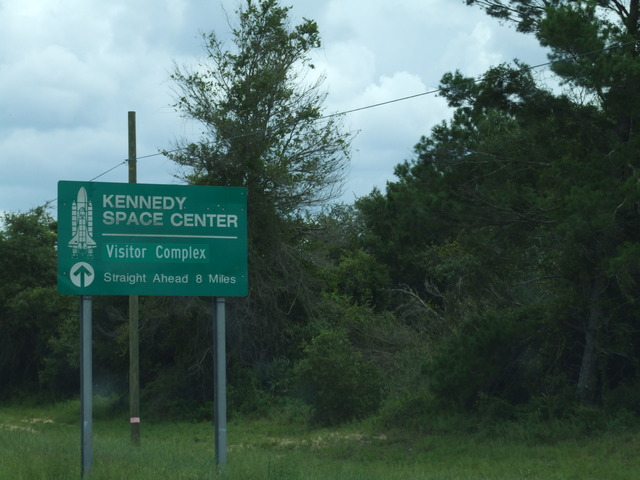 KENNEDY
SPACE CENTER
Visitor Complex
Straight Ahead 8 Miles